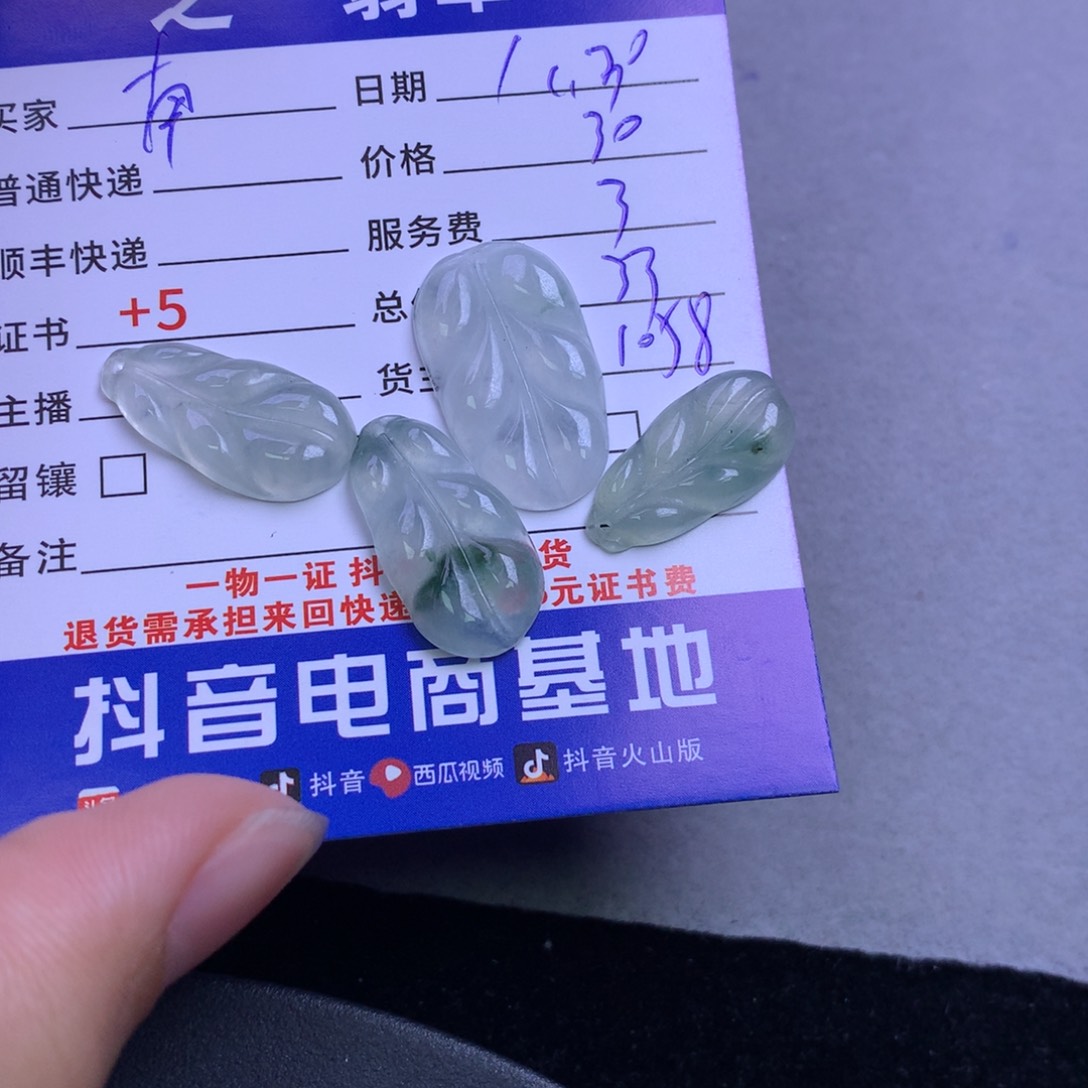 买家 南 日期
普通快递 价格 30
顺丰快递 服务费 3
证书 +5 总 33
主播 货主 1058
留镶
备注
一物一证 抖 货
退货需承担来回快递 元证书费
抖音电商基地
抖音 西瓜视频 抖音火山版